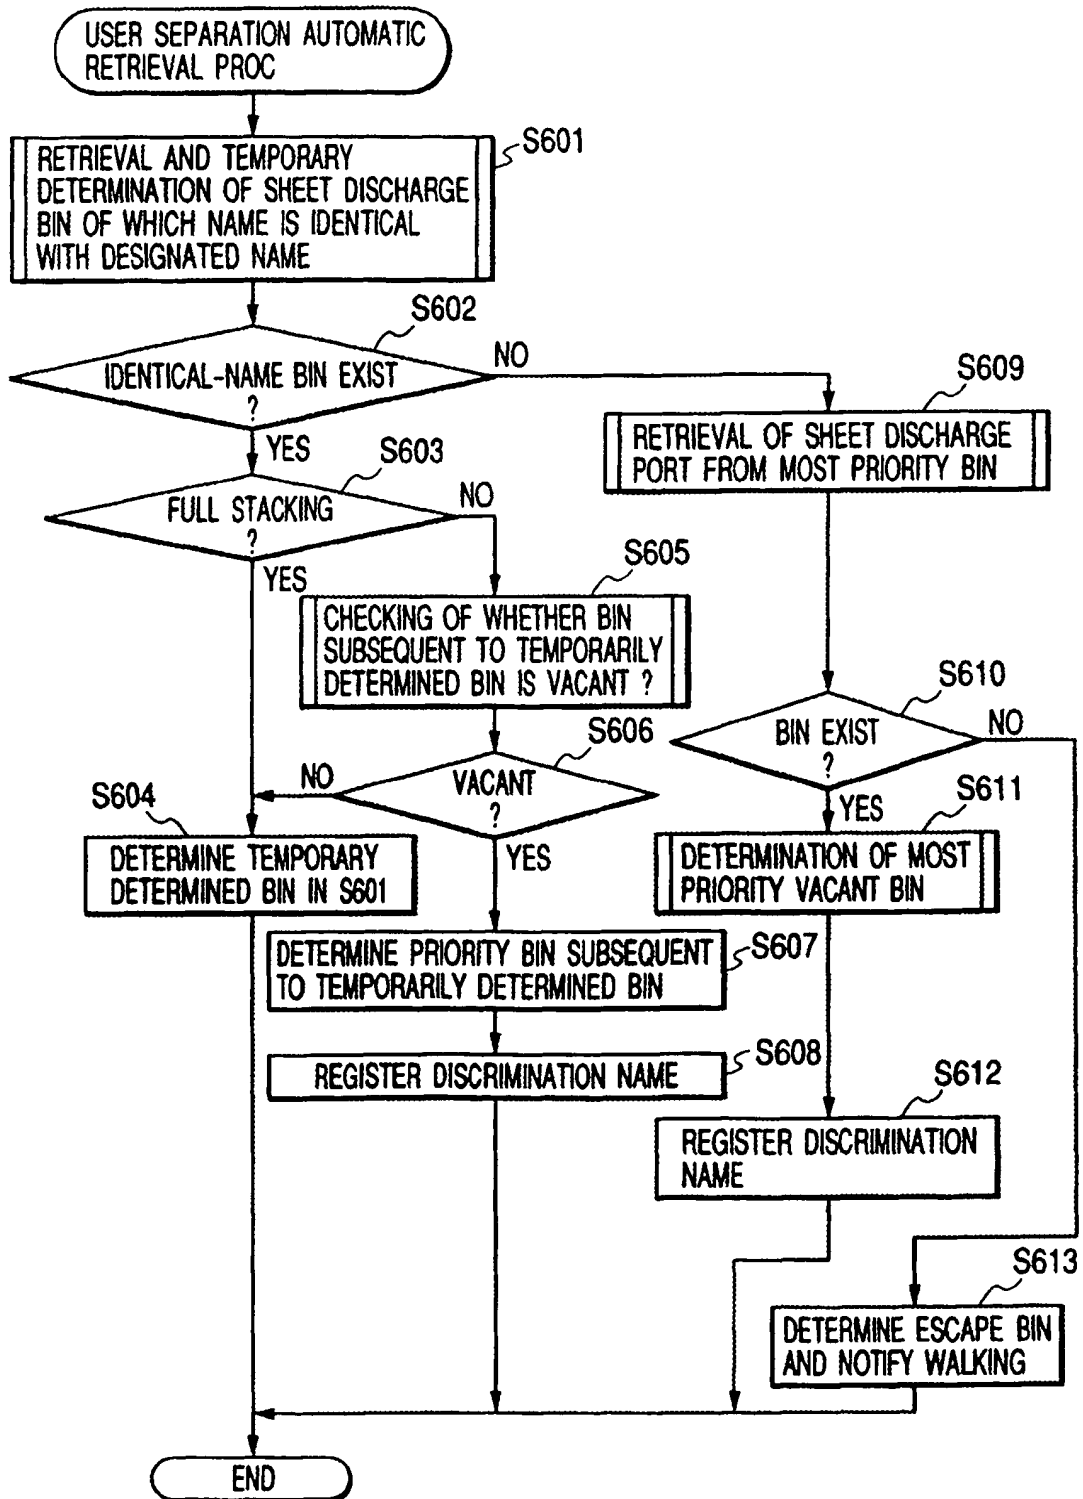 USER SEPARATION AUTOMATIC
RETRIEVAL PROC
S601
RETRIEVAL AND TEMPORARY
DETERMINATION OF SHEET DISCHARGE
BIN OF WHICH NAME IS IDENTICAL
WITH DESIGNATED NAME
S602
IDENTICAL-NAME BIN EXIST
?
NO
YES
S603
FULL STACKING
?
NO
YES
S609
RETRIEVAL OF SHEET DISCHARGE
PORT FROM MOST PRIORITY BIN
S605
CHECKING OF WHETHER BIN
SUBSEQUENT TO TEMPORARILY
DETERMINED BIN IS VACANT ?
S606
VACANT
?
NO
YES
S604
DETERMINE TEMPORARY
DETERMINED BIN IN S601
S607
DETERMINE PRIORITY BIN SUBSEQUENT
TO TEMPORARILY DETERMINED BIN
S608
REGISTER DISCRIMINATION NAME
S610
BIN EXIST
?
NO
YES
S611
DETERMINATION OF MOST
PRIORITY VACANT BIN
S612
REGISTER DISCRIMINATION
NAME
S613
DETERMINE ESCAPE BIN
AND NOTIFY WALKING
END